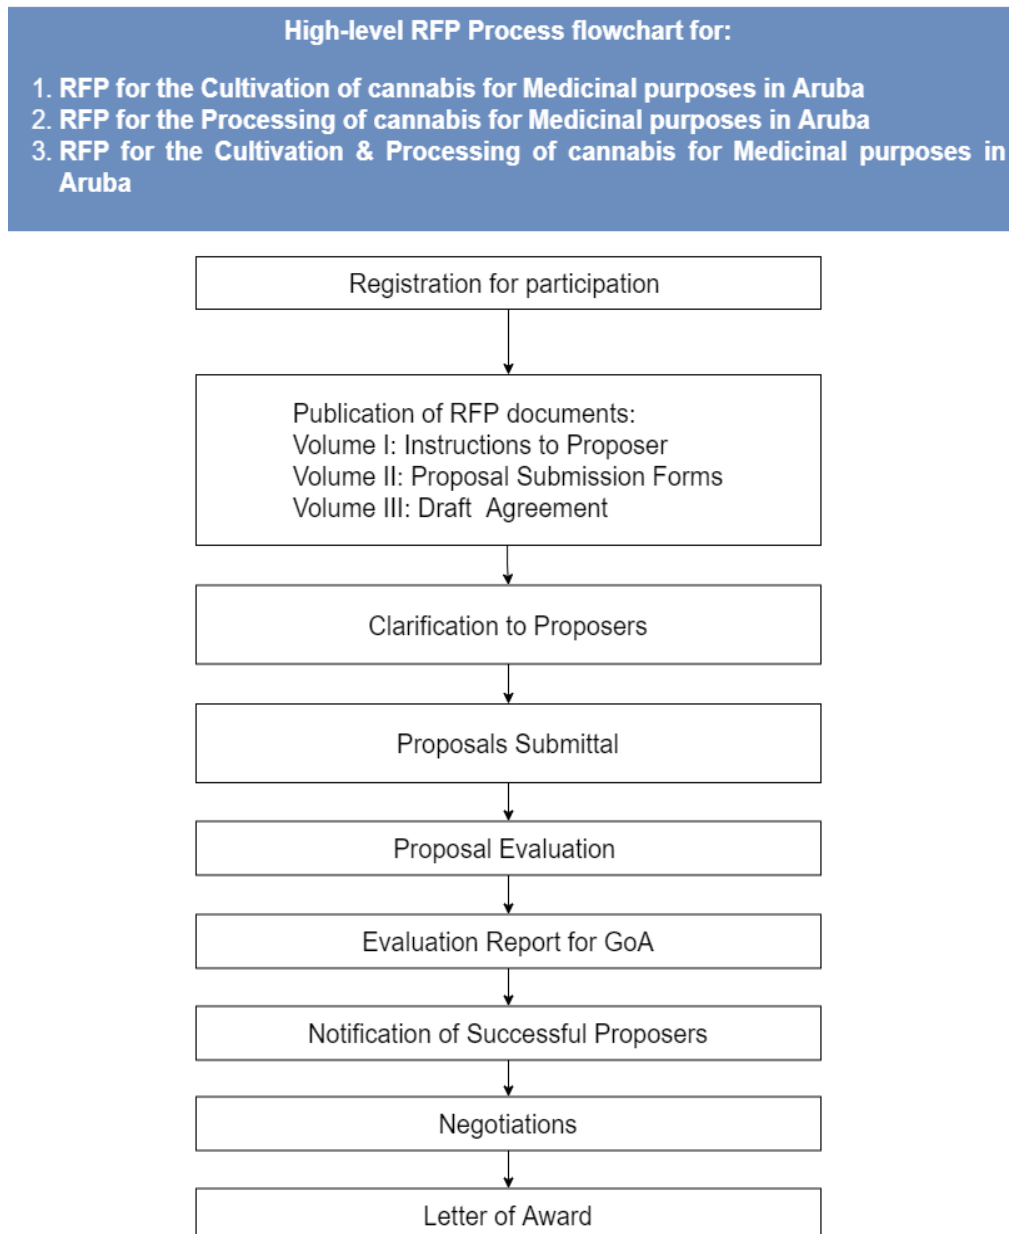 High-level RFP Process flowchart for:
1. RFP for the Cultivation of cannabis for Medicinal purposes in Aruba
2. RFP for the Processing of cannabis for Medicinal purposes in Aruba
3. RFP for the Cultivation & Processing of cannabis for Medicinal purposes in
Aruba
Registration for participation
Publication of RFP documents:
Volume I: Instructions to Proposer
Volume II: Proposal Submission Forms
Volume III: Draft Agreement
Clarification to Proposers
Proposals Submittal
Proposal Evaluation
Evaluation Report for GoA
Notification of Successful Proposers
Negotiations
Letter of Award